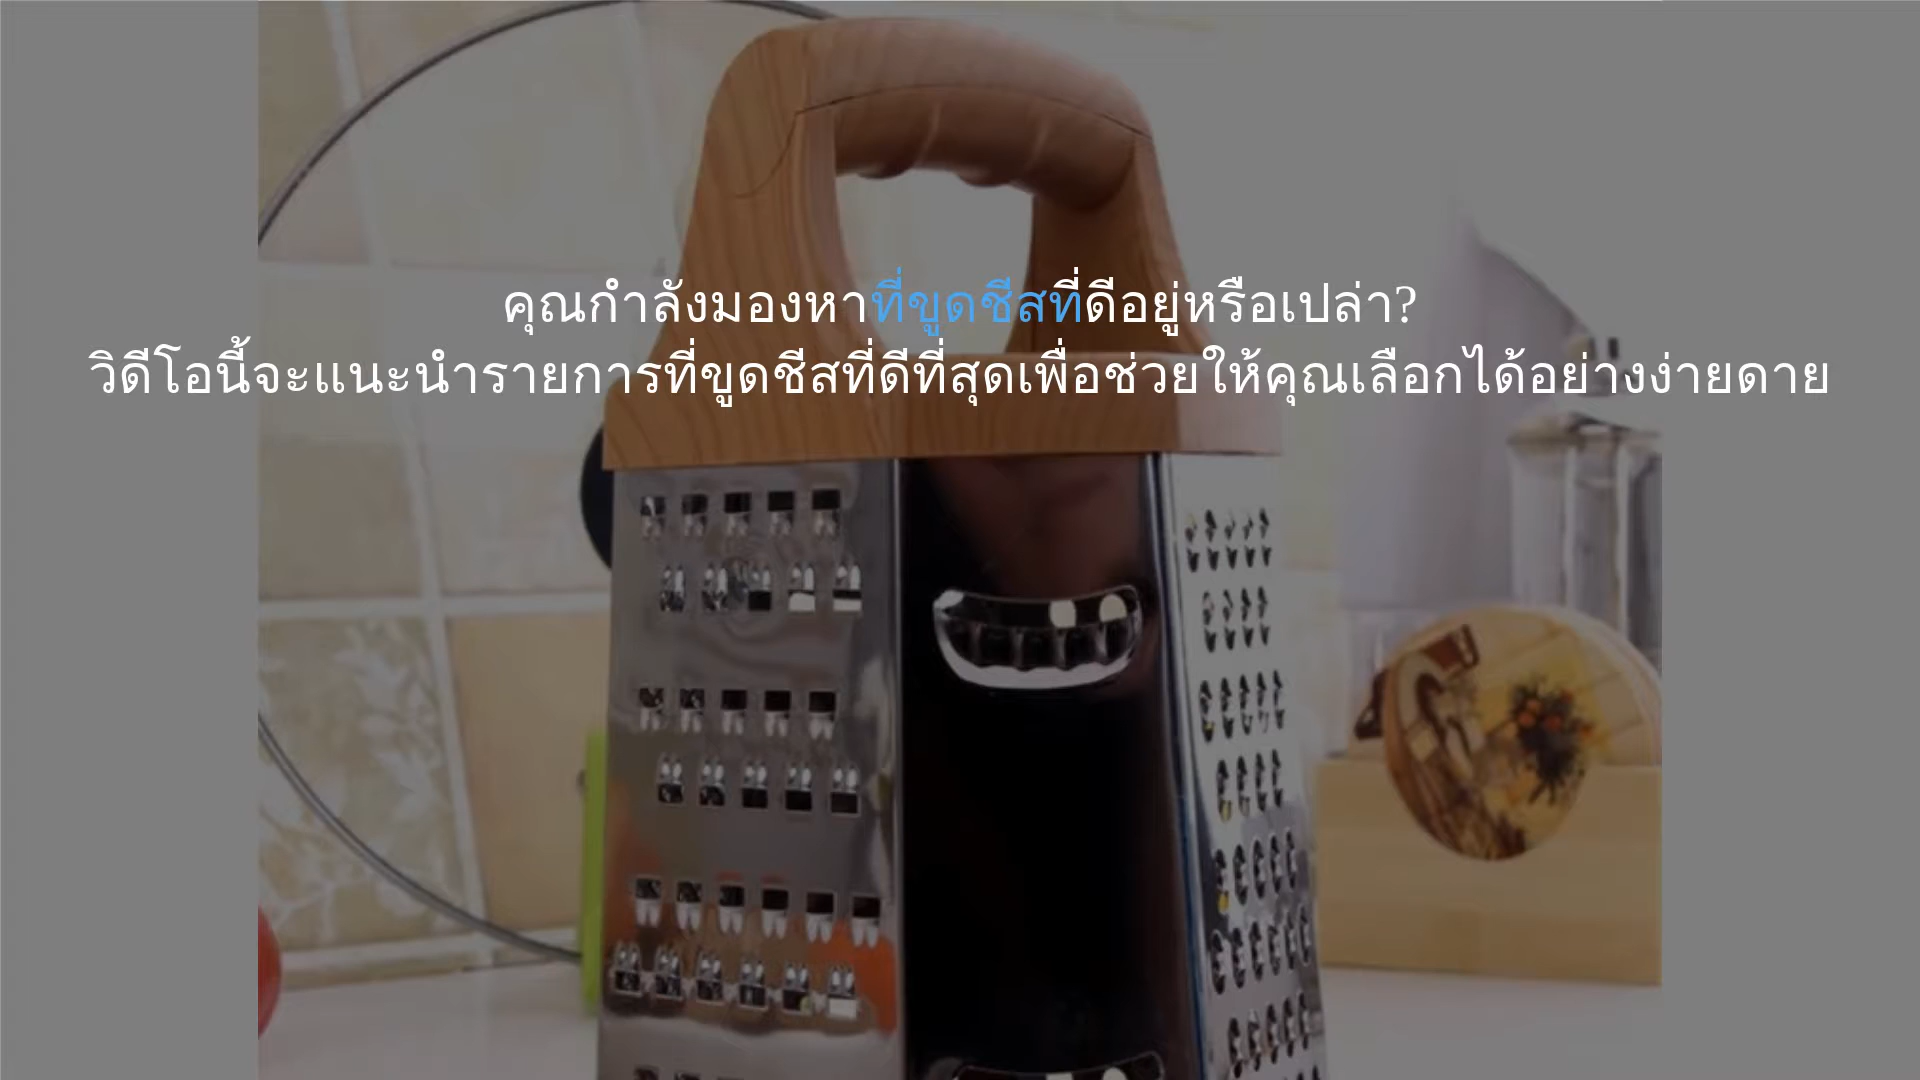 คุณกำลังมองหาที่ขูดชีสที่ดีอยู่หรือเปล่า?
วิดีโอนี้จะแนะนำรายการที่ขูดชีสที่ดีที่สุดเพื่อช่วยให้คุณเลือกได้อย่างง่ายดาย